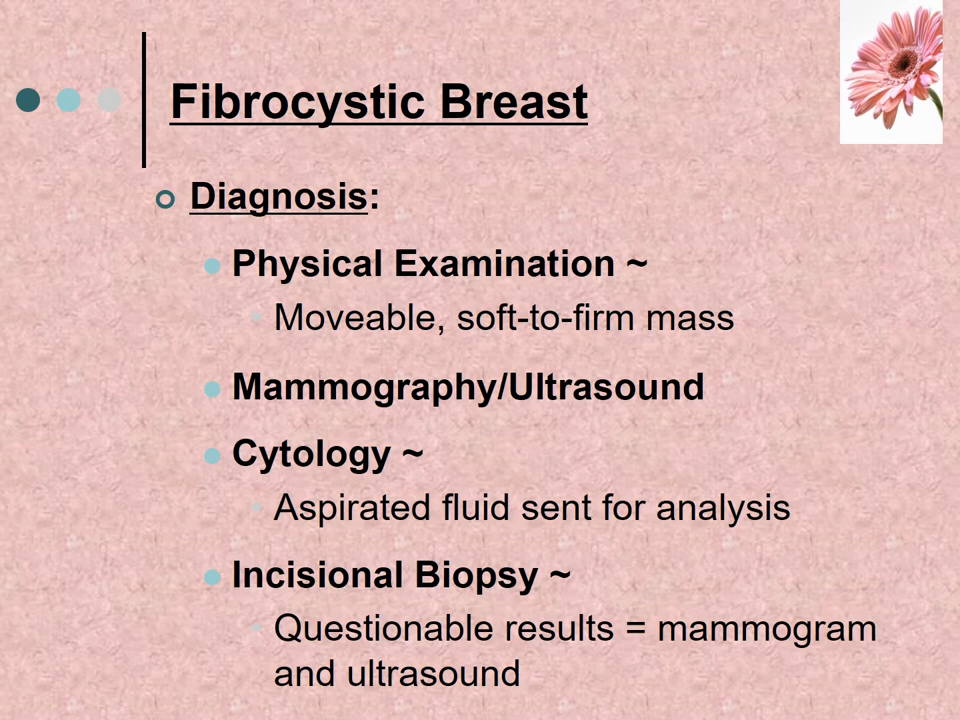 Fibrocystic Breast
Diagnosis:
Physical Examination ~
Moveable, soft-to-firm mass
Mammography/Ultrasound
Cytology ~
Aspirated fluid sent for analysis
Incisional Biopsy ~
Questionable results = mammogram
and ultrasound